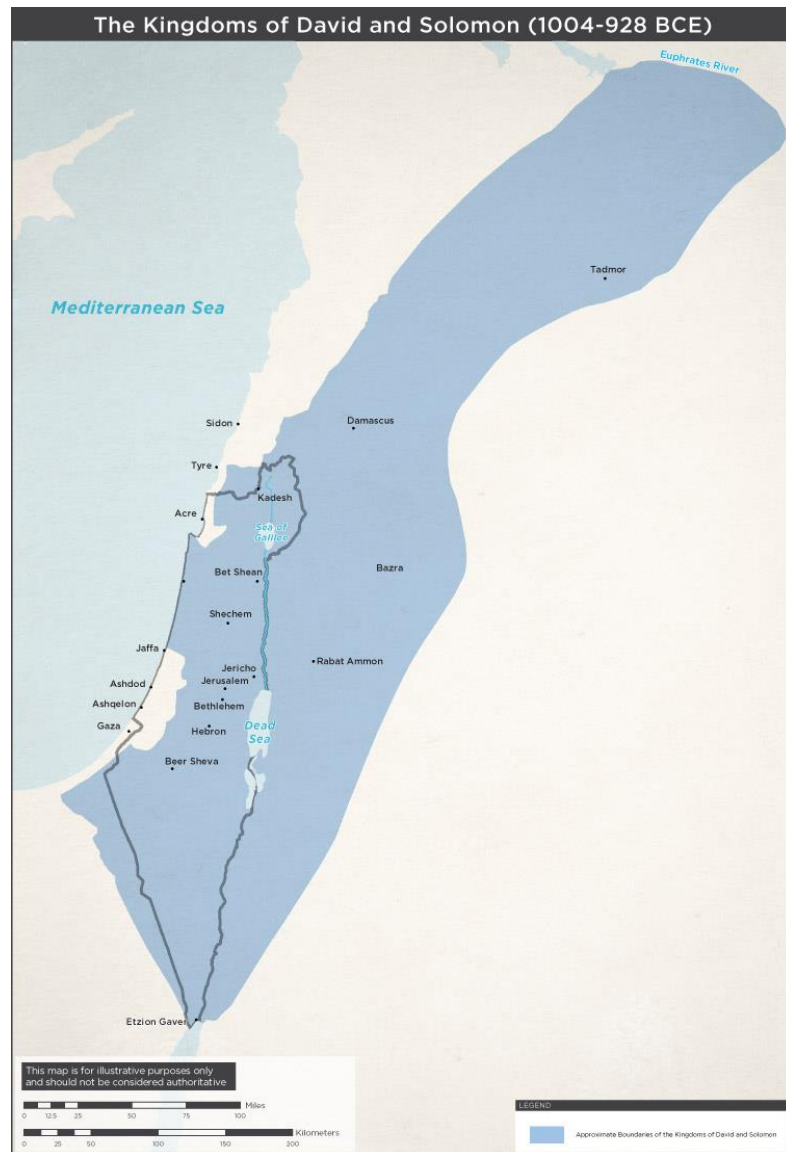 The Kingdoms of David and Solomon (1004-928 BCE)
Euphrates River
Tadmor
Mediterranean Sea
Sidon
Damascus
Tyre
Kadesh
Acre
Sea of
Galilee
Bet Shean
Bazra
Shechem
Jaffa
Rabat Ammon
Jericho
Jerusalem
Ashdod
Bethlehem
Ashqelon
Gaza
Hebron
Dead
Sea
Beer Sheva
Etzion Gaver
This map is for illustrative purposes only
and should not be considered authoritative
Miles
0 12.5 25 50 75 100
Kilometers
0 25 50 100 150 200
LEGEND
Approximate Boundaries of the Kingdoms of David and Solomon